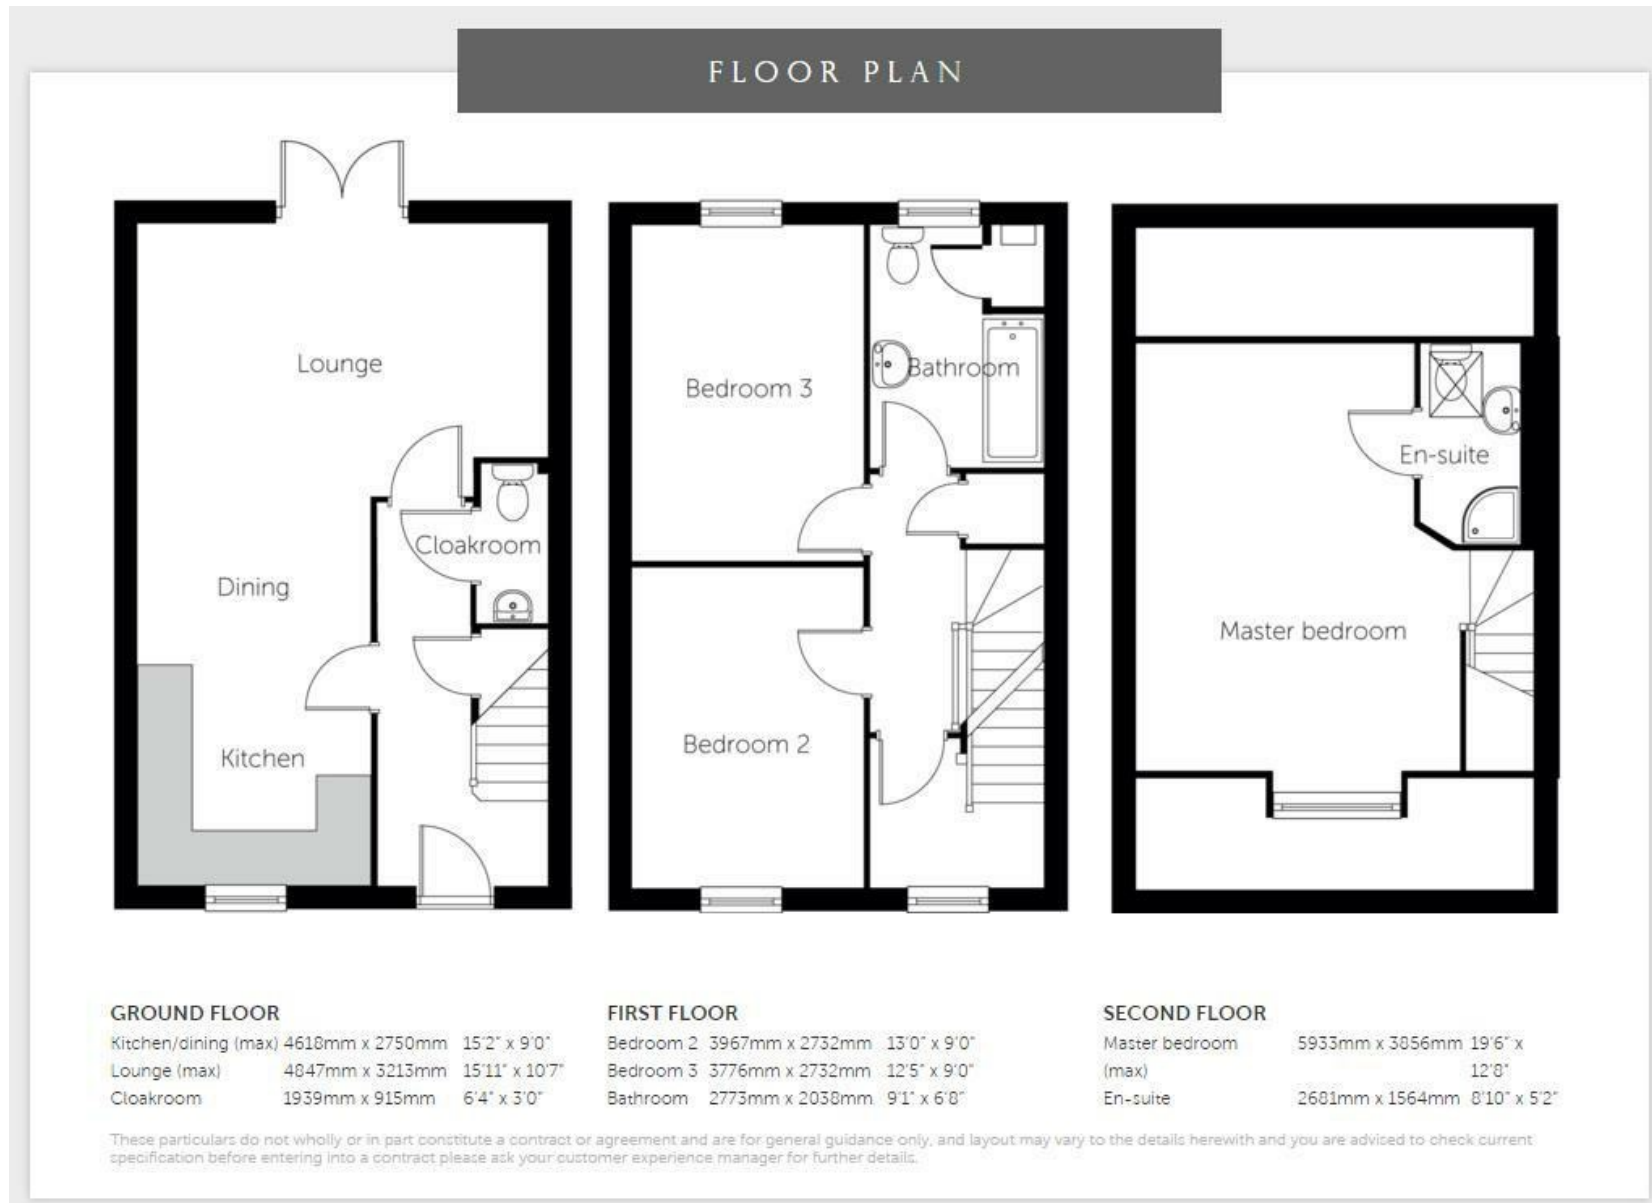 FLOOR PLAN
Lounge
Cloakroom
Dining
Kitchen
Bedroom 3
Bathroom
Bedroom 2
En-suite
Master bedroom
GROUND FLOOR
Kitchen/dining (max) 4618mm x 2750mm 15'2" x 9'0"
Lounge (max) 4847mm x 3213mm 15'11" x 10'7"
Cloakroom 1939mm x 915mm 6'4" x 3'0"
FIRST FLOOR
Bedroom 2 3967mm x 2732mm 13'0" x 9'0"
Bedroom 3 3776mm x 2732mm 12'5" x 9'0"
Bathroom 2773mm x 2038mm 9'1" x 6'8"
SECOND FLOOR
Master bedroom 5933mm x 3856mm 19'6" x
(max) 12'8"
En-suite 2681mm x 1564mm 8'10" x 5'2"
These particulars do not wholly or in part constitute a contract or agreement and are for general guidance only, and layout may vary to the details herewith and you are advised to check current
specification before entering into a contract please ask your customer experience manager for further details.